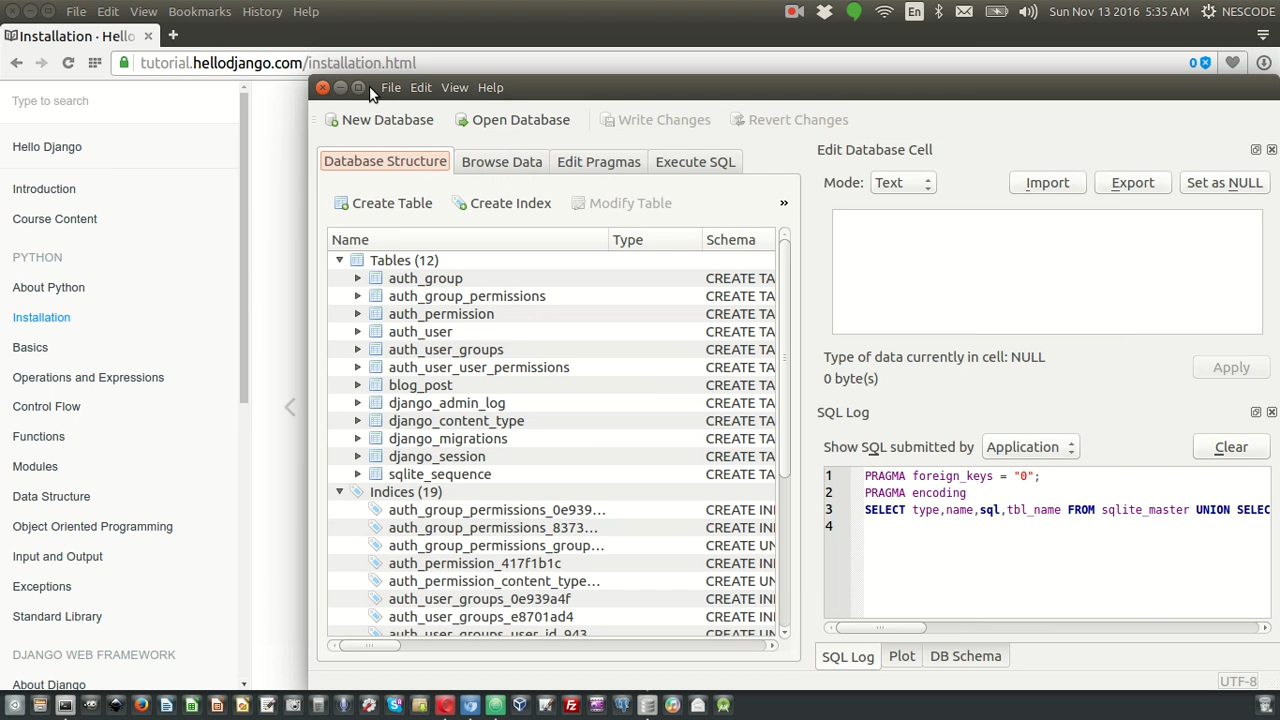 File Edit View Bookmarks History Help
En Sun Nov 13 2016 5:35 AM NESCODE
Installation · Hello
tutorial.hellodjango.com/installation.html
0
Type to search
Hello Django
Introduction
Course Content
PYTHON
About Python
Installation
Basics
Operations and Expressions
Control Flow
Functions
Modules
Data Structure
Object Oriented Programming
Input and Output
Exceptions
Standard Library
DJANGO WEB FRAMEWORK
About Django
File Edit View Help
New Database Open Database Write Changes Revert Changes
Database Structure Browse Data Edit Pragmas Execute SQL
Create Table Create Index Modify Table »
Name Type Schema
Tables (12)
auth_group CREATE TA
auth_group_permissions CREATE TA
auth_permission CREATE TA
auth_user CREATE TA
auth_user_groups CREATE TA
auth_user_user_permissions CREATE TA
blog_post CREATE TA
django_admin_log CREATE TA
django_content_type CREATE TA
django_migrations CREATE TA
django_session CREATE TA
sqlite_sequence CREATE TA
Indices (19)
auth_group_permissions_0e939... CREATE INI
auth_group_permissions_8373... CREATE INI
auth_group_permissions_group... CREATE UN
auth_permission_417f1b1c CREATE INI
auth_permission_content_type... CREATE UN
auth_user_groups_0e939a4f CREATE INI
auth_user_groups_e8701ad4 CREATE INI
auth_user_groups_user_id_943 CREATE UN
Edit Database Cell
Mode: Text Import Export Set as NULL
Type of data currently in cell: NULL
0 byte(s)
Apply
SQL Log
Show SQL submitted by Application Clear
1 PRAGMA foreign_keys = "0";
2 PRAGMA encoding
3 SELECT type,name,sql,tbl_name FROM sqlite_master UNION SELEC
4
SQL Log Plot DB Schema
UTF-8